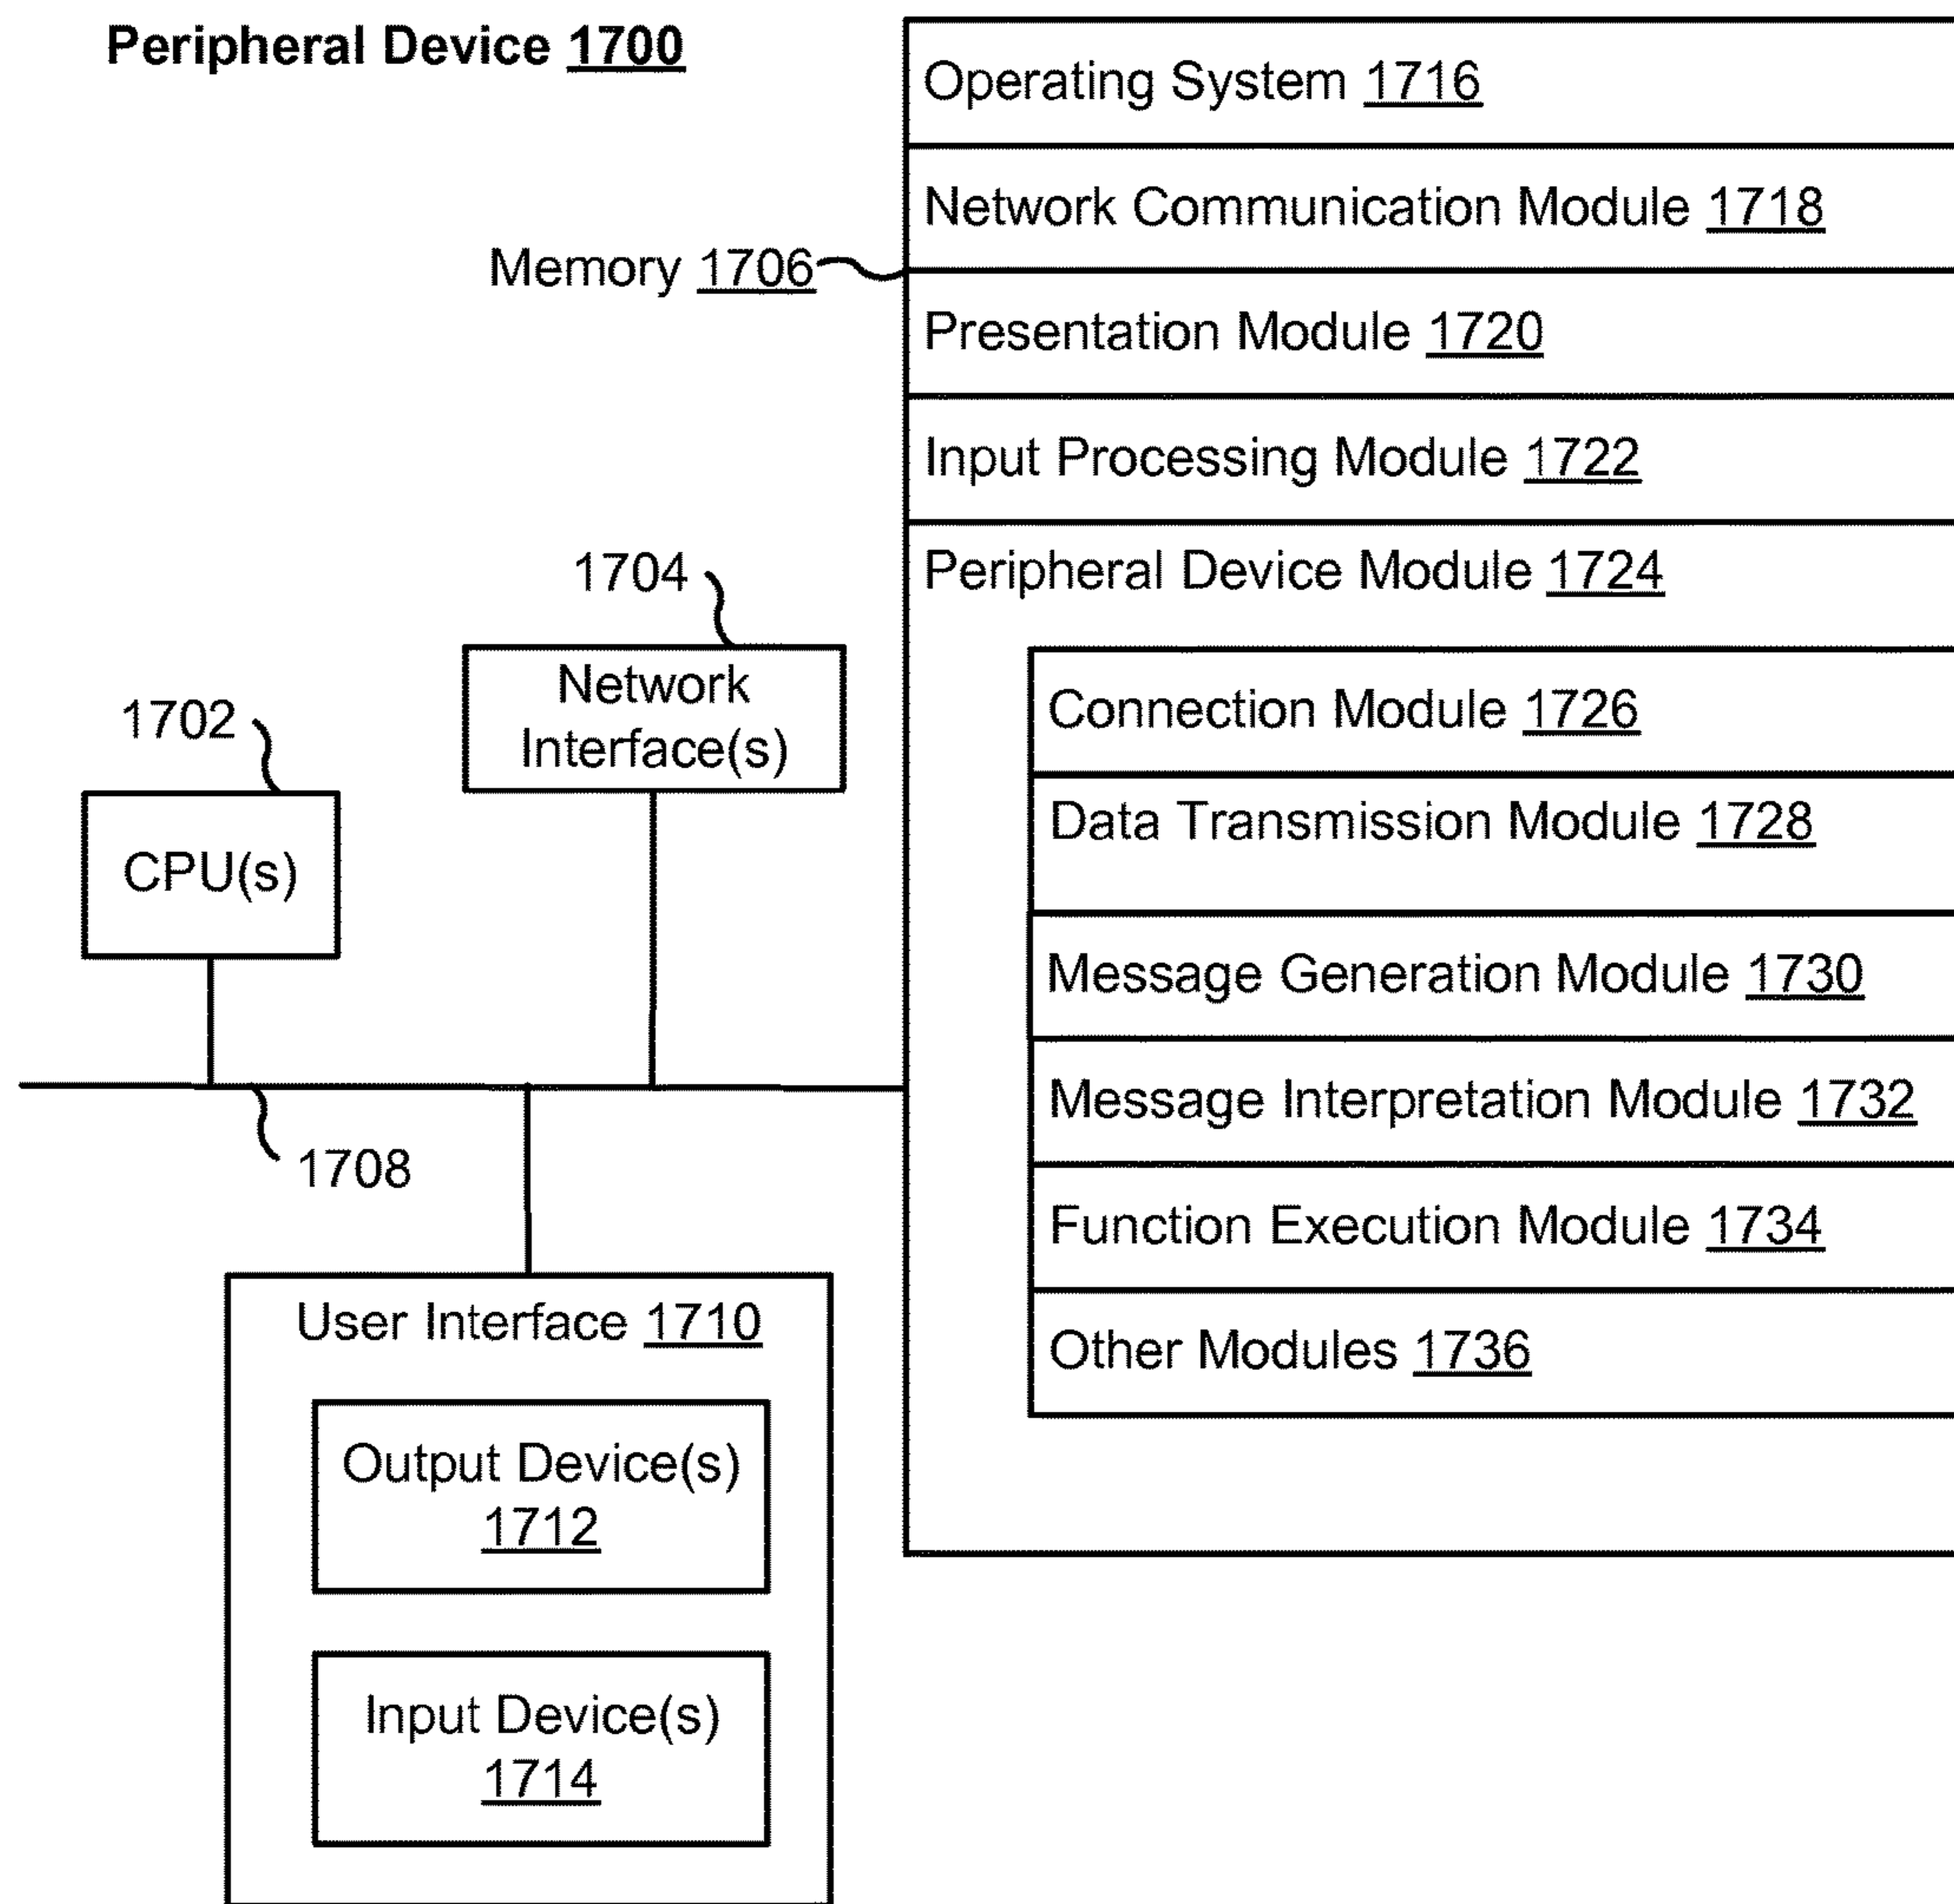 Peripheral Device 1700
Operating System 1716
Network Communication Module 1718
Memory 1706
Presentation Module 1720
Input Processing Module 1722
Peripheral Device Module 1724
1704
Network
Interface(s)
1702
CPU(s)
1708
Connection Module 1726
Data Transmission Module 1728
Message Generation Module 1730
Message Interpretation Module 1732
Function Execution Module 1734
Other Modules 1736
User Interface 1710
Output Device(s)
1712
Input Device(s)
1714